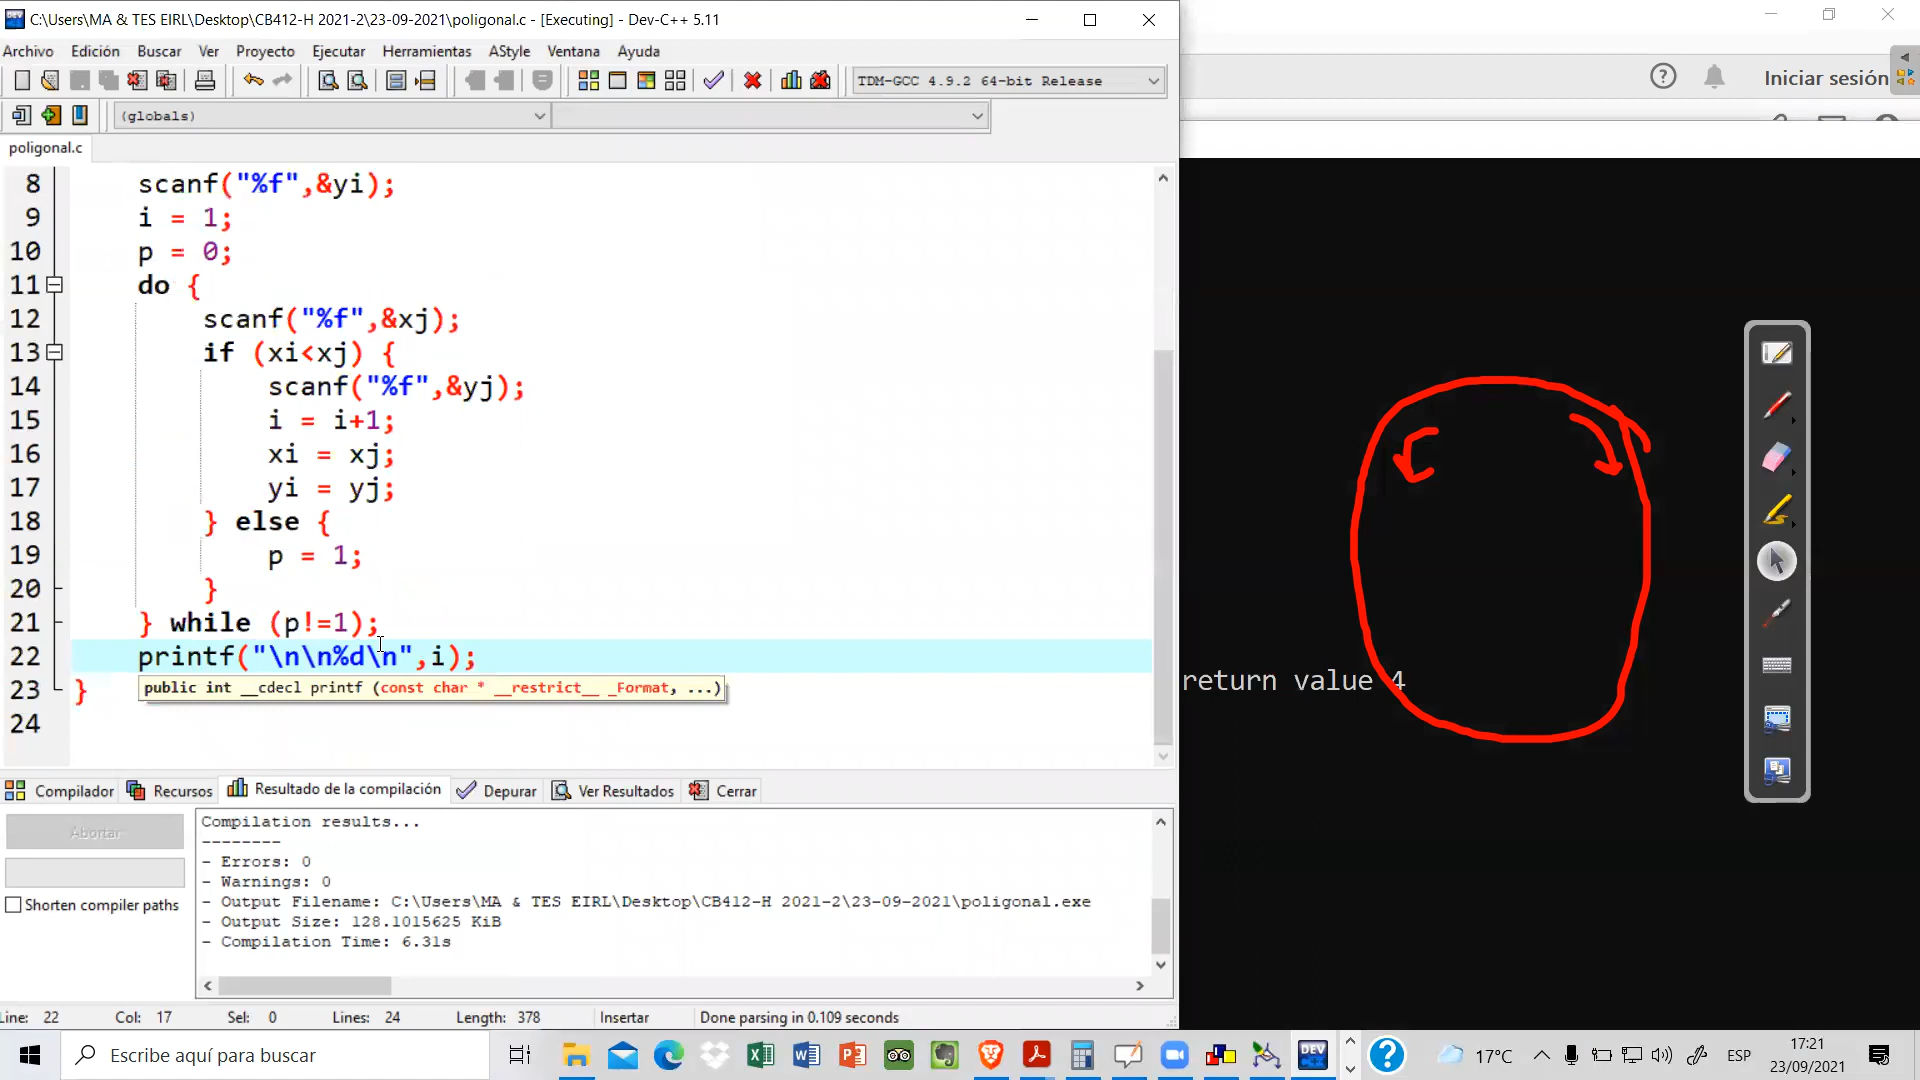 C:\Users\MA & TES EIRL\Desktop\CB412-H 2021-2\23-09-2021\poligonal.c - [Executing] - Dev-C++ 5.11
Archivo Edición Buscar Ver Proyecto Ejecutar Herramientas AStyle Ventana Ayuda
TDM-GCC 4.9.2 64-bit Release
Iniciar sesión
(globals)
poligonal.c
8 scanf("%f",&yi);
9 i = 1;
10 p = 0;
11 do {
12 scanf("%f",&xj);
13 if (xi<xj) {
14 scanf("%f",&yj);
15 i = i+1;
16 xi = xj;
17 yi = yj;
18 } else {
19 p = 1;
20 }
21 } while (p!=1);
22 printf("\n\n%d\n",i);
23 }
public int __cdecl printf (const char * __restrict__ _Format, ...)
24
return value 4
Compilador Recursos Resultado de la compilación Depurar Ver Resultados Cerrar
Abortar
Shorten compiler paths
Compilation results...
--------
- Errors: 0
- Warnings: 0
- Output Filename: C:\Users\MA & TES EIRL\Desktop\CB412-H 2021-2\23-09-2021\poligonal.exe
- Output Size: 128.1015625 KiB
- Compilation Time: 6.31s
Line: 22 Col: 17 Sel: 0 Lines: 24 Length: 378 Insertar Done parsing in 0.109 seconds
Escribe aquí para buscar
DEV
17°C
ESP
17:21
23/09/2021